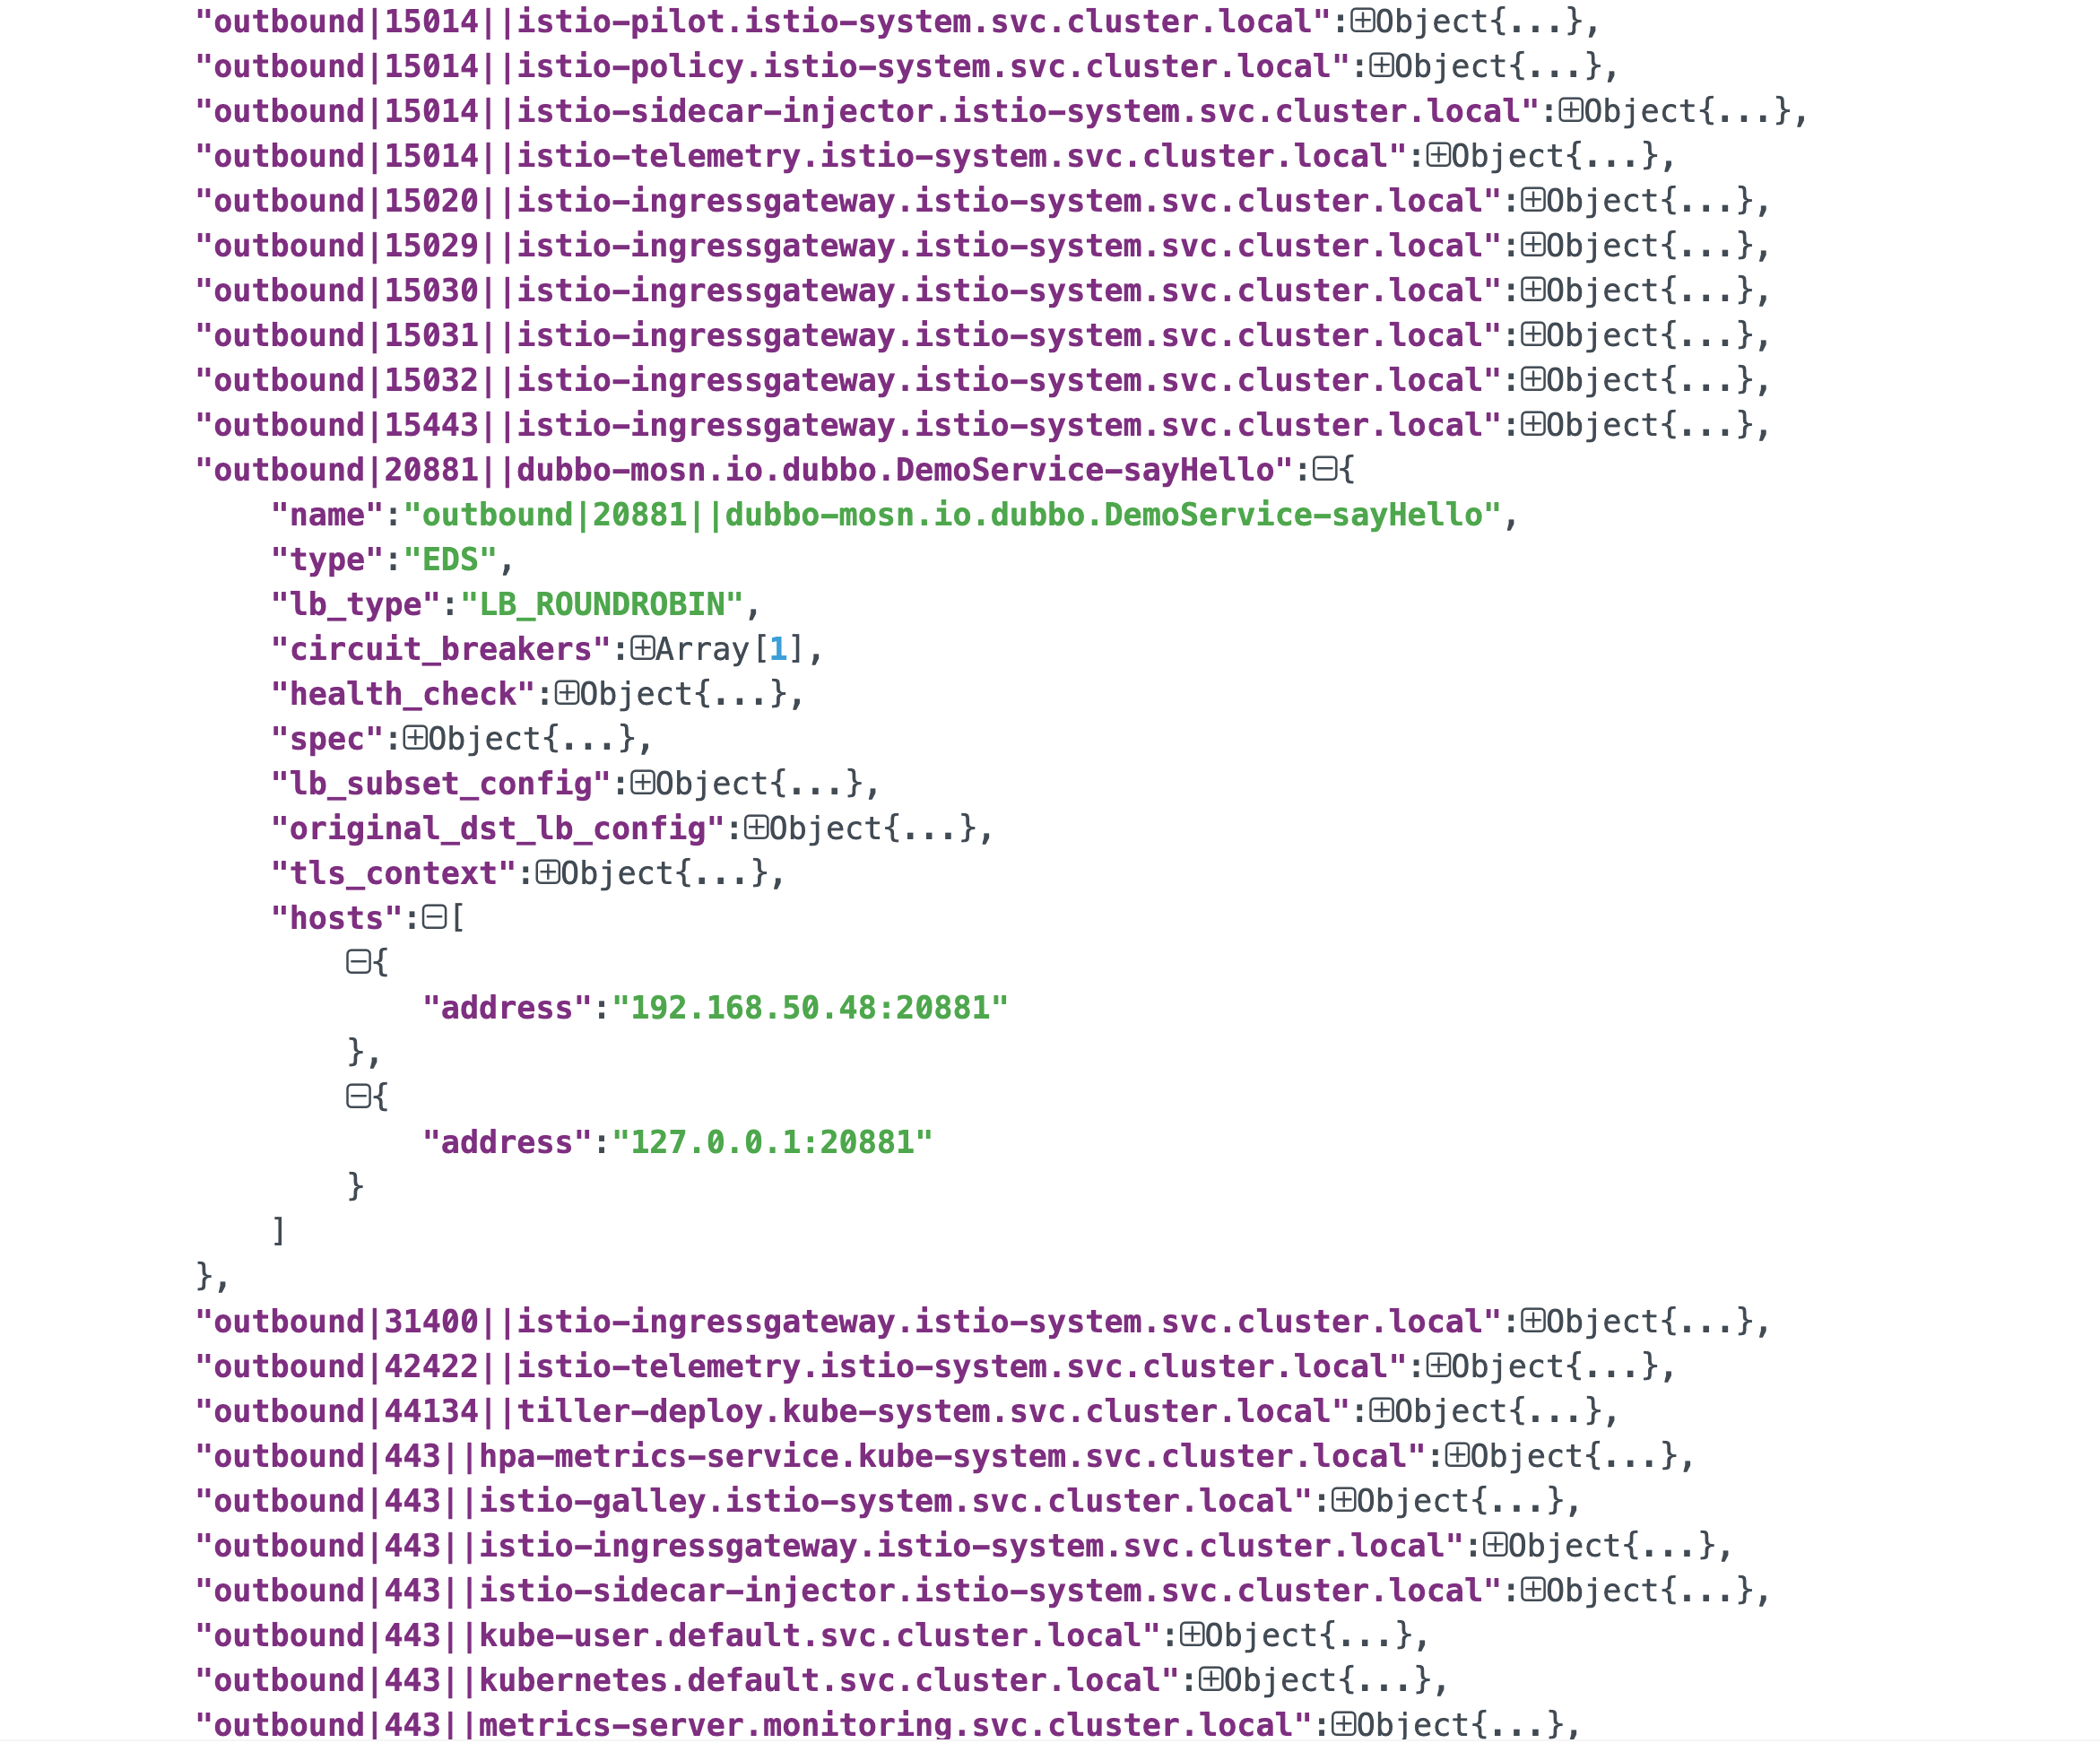 "outbound|15014||istio-pilot.istio-system.svc.cluster.local":⊞Object{...},
"outbound|15014||istio-policy.istio-system.svc.cluster.local":⊞Object{...},
"outbound|15014||istio-sidecar-injector.istio-system.svc.cluster.local":⊞Object{...},
"outbound|15014||istio-telemetry.istio-system.svc.cluster.local":⊞Object{...},
"outbound|15020||istio-ingressgateway.istio-system.svc.cluster.local":⊞Object{...},
"outbound|15029||istio-ingressgateway.istio-system.svc.cluster.local":⊞Object{...},
"outbound|15030||istio-ingressgateway.istio-system.svc.cluster.local":⊞Object{...},
"outbound|15031||istio-ingressgateway.istio-system.svc.cluster.local":⊞Object{...},
"outbound|15032||istio-ingressgateway.istio-system.svc.cluster.local":⊞Object{...},
"outbound|15443||istio-ingressgateway.istio-system.svc.cluster.local":⊞Object{...},
"outbound|20881||dubbo-mosn.io.dubbo.DemoService-sayHello":⊟{
"name":"outbound|20881||dubbo-mosn.io.dubbo.DemoService-sayHello",
"type":"EDS",
"lb_type":"LB_ROUNDROBIN",
"circuit_breakers":⊞Array[1],
"health_check":⊞Object{...},
"spec":⊞Object{...},
"lb_subset_config":⊞Object{...},
"original_dst_lb_config":⊞Object{...},
"tls_context":⊞Object{...},
"hosts":⊟[
⊟{
"address":"192.168.50.48:20881"
},
⊟{
"address":"127.0.0.1:20881"
}
]
},
"outbound|31400||istio-ingressgateway.istio-system.svc.cluster.local":⊞Object{...},
"outbound|42422||istio-telemetry.istio-system.svc.cluster.local":⊞Object{...},
"outbound|44134||tiller-deploy.kube-system.svc.cluster.local":⊞Object{...},
"outbound|443||hpa-metrics-service.kube-system.svc.cluster.local":⊞Object{...},
"outbound|443||istio-galley.istio-system.svc.cluster.local":⊞Object{...},
"outbound|443||istio-ingressgateway.istio-system.svc.cluster.local":⊞Object{...},
"outbound|443||istio-sidecar-injector.istio-system.svc.cluster.local":⊞Object{...},
"outbound|443||kube-user.default.svc.cluster.local":⊞Object{...},
"outbound|443||kubernetes.default.svc.cluster.local":⊞Object{...},
"outbound|443||metrics-server.monitoring.svc.cluster.local":⊞Object{...},